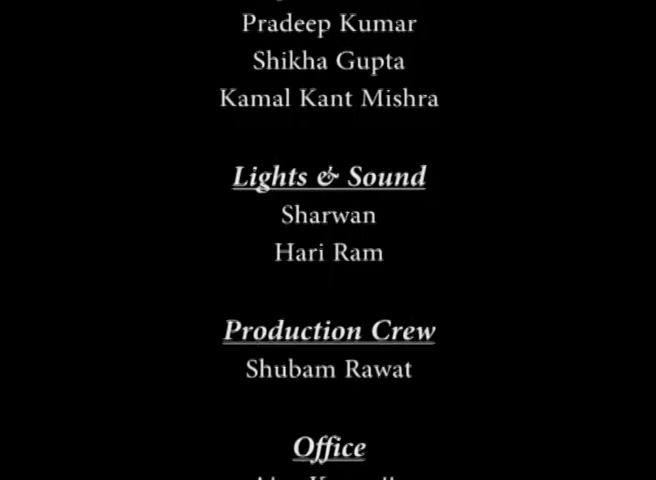 Pradeep Kumar
Shikha Gupta
Kamal Kant Mishra
Lights & Sound
Sharwan
Hari Ram
Production Crew
Shubam Rawat
Office